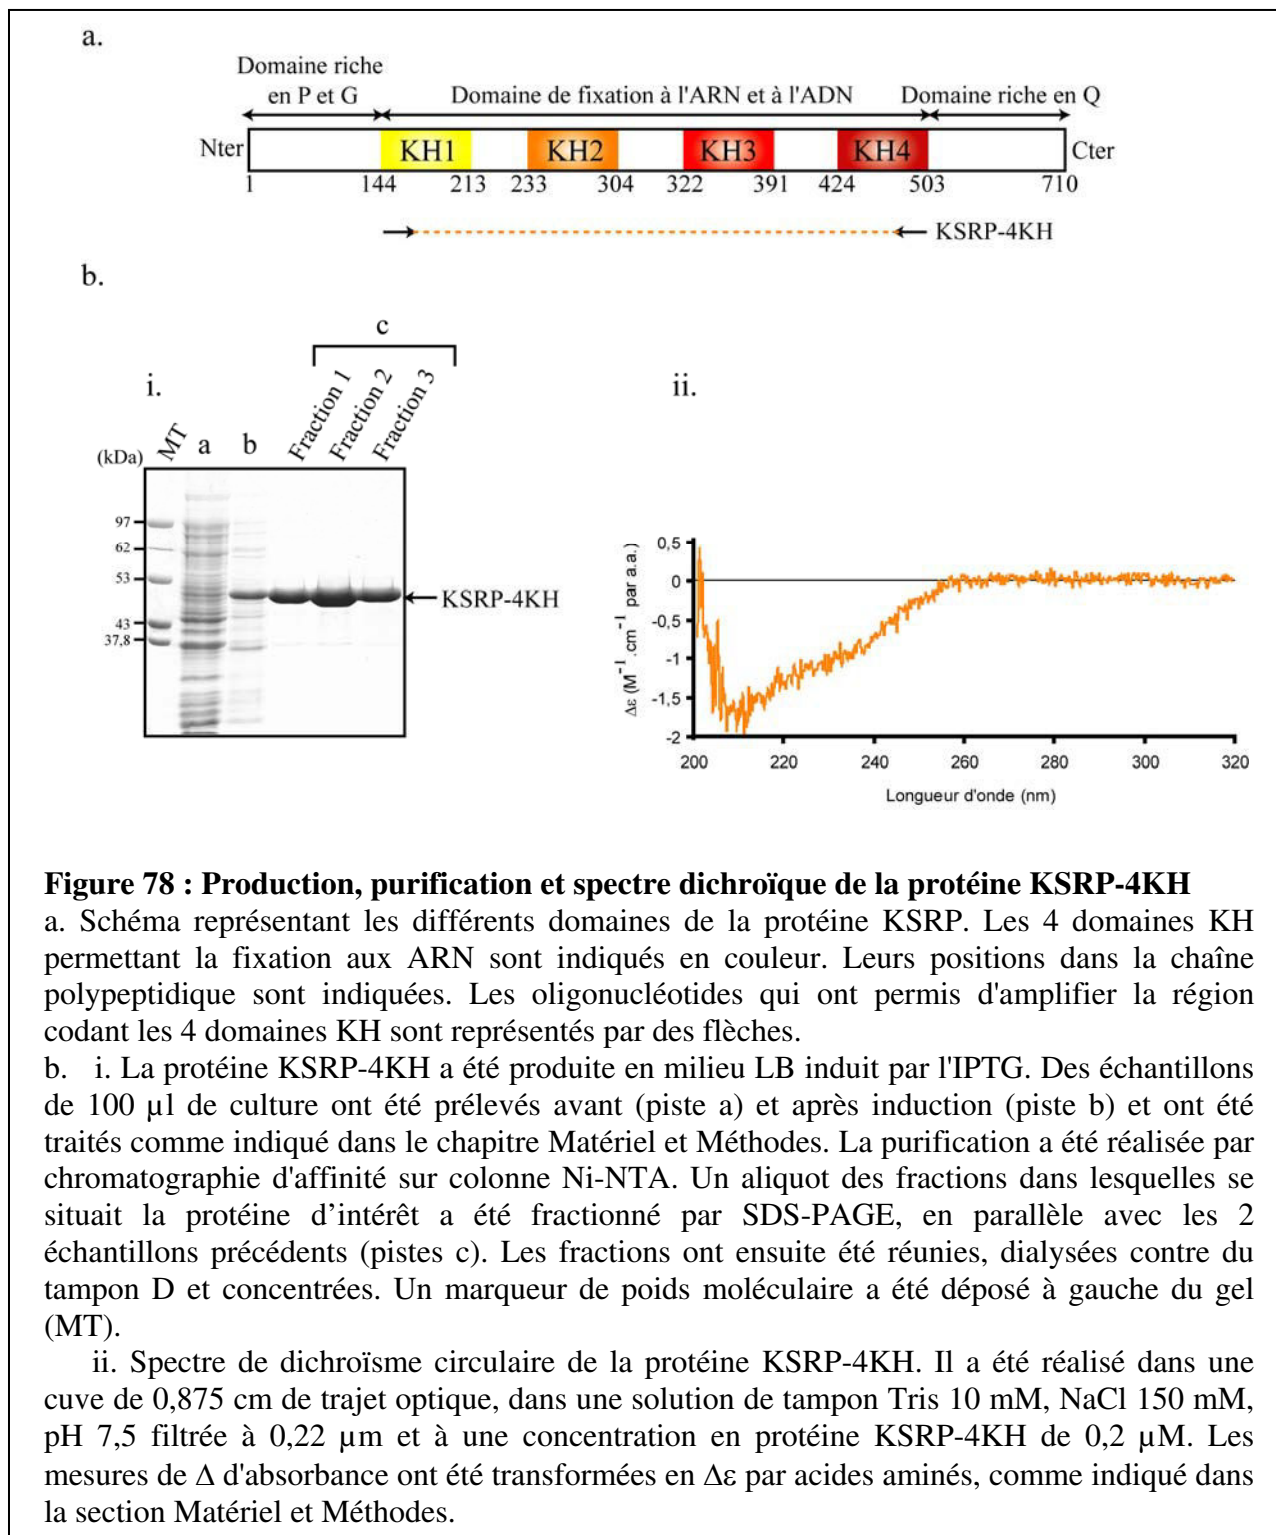 a.
Domaine riche
en P et G
Domaine de fixation à l'ARN et à l'ADN
Domaine riche en Q
Nter
KH1
KH2
KH3
KH4
Cter
1
144
213
233
304
322
391
424
503
710
KSRP-4KH
b.
c
i.
ii.
(kDa)
MT
a
b
Fraction 1
Fraction 2
Fraction 3
97
62
53
43
37,8
KSRP-4KH
Δε (M⁻¹.cm⁻¹ par a.a.)
0,5
0
-0,5
-1
-1,5
-2
200
220
240
260
280
300
320
Longueur d'onde (nm)
Figure 78 : Production, purification et spectre dichroïque de la protéine KSRP-4KH
a. Schéma représentant les différents domaines de la protéine KSRP. Les 4 domaines KH
permettant la fixation aux ARN sont indiqués en couleur. Leurs positions dans la chaîne
polypeptidique sont indiquées. Les oligonucléotides qui ont permis d'amplifier la région
codant les 4 domaines KH sont représentés par des flèches.
b. i. La protéine KSRP-4KH a été produite en milieu LB induit par l'IPTG. Des échantillons
de 100 µl de culture ont été prélevés avant (piste a) et après induction (piste b) et ont été
traités comme indiqué dans le chapitre Matériel et Méthodes. La purification a été réalisée par
chromatographie d'affinité sur colonne Ni-NTA. Un aliquot des fractions dans lesquelles se
situait la protéine d’intérêt a été fractionné par SDS-PAGE, en parallèle avec les 2
échantillons précédents (pistes c). Les fractions ont ensuite été réunies, dialysées contre du
tampon D et concentrées. Un marqueur de poids moléculaire a été déposé à gauche du gel
(MT).
ii. Spectre de dichroïsme circulaire de la protéine KSRP-4KH. Il a été réalisé dans une
cuve de 0,875 cm de trajet optique, dans une solution de tampon Tris 10 mM, NaCl 150 mM,
pH 7,5 filtrée à 0,22 µm et à une concentration en protéine KSRP-4KH de 0,2 µM. Les
mesures de Δ d'absorbance ont été transformées en Δε par acides aminés, comme indiqué dans
la section Matériel et Méthodes.